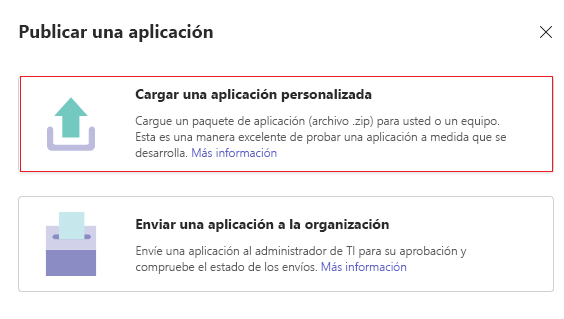 Publicar una aplicación
Cargar una aplicación personalizada
Cargue un paquete de aplicación (archivo .zip) para usted o un equipo.
Esta es una manera excelente de probar una aplicación a medida que se
desarrolla. Más información
Enviar una aplicación a la organización
Envíe una aplicación al administrador de TI para su aprobación y
compruebe el estado de los envíos. Más información